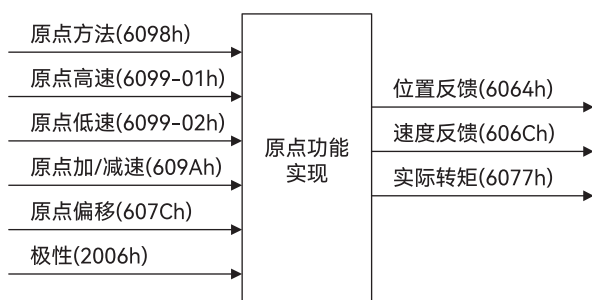 原点方法(6098h)
原点高速(6099-01h)
原点低速(6099-02h)
原点加/减速(609Ah)
原点偏移(607Ch)
极性(2006h)
原点功能
实现
位置反馈(6064h)
速度反馈(606Ch)
实际转矩(6077h)